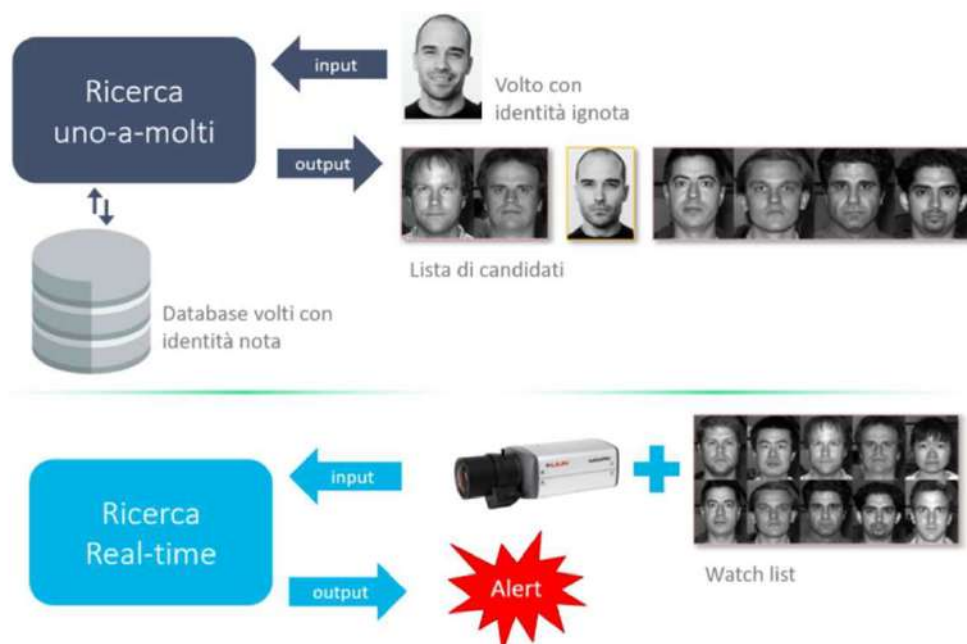 Ricerca
uno-a-molti
input
Volto con
identità ignota
output
Lista di candidati
Database volti con
identità nota
input
Ricerca
Real-time
output
Alert
Watch list